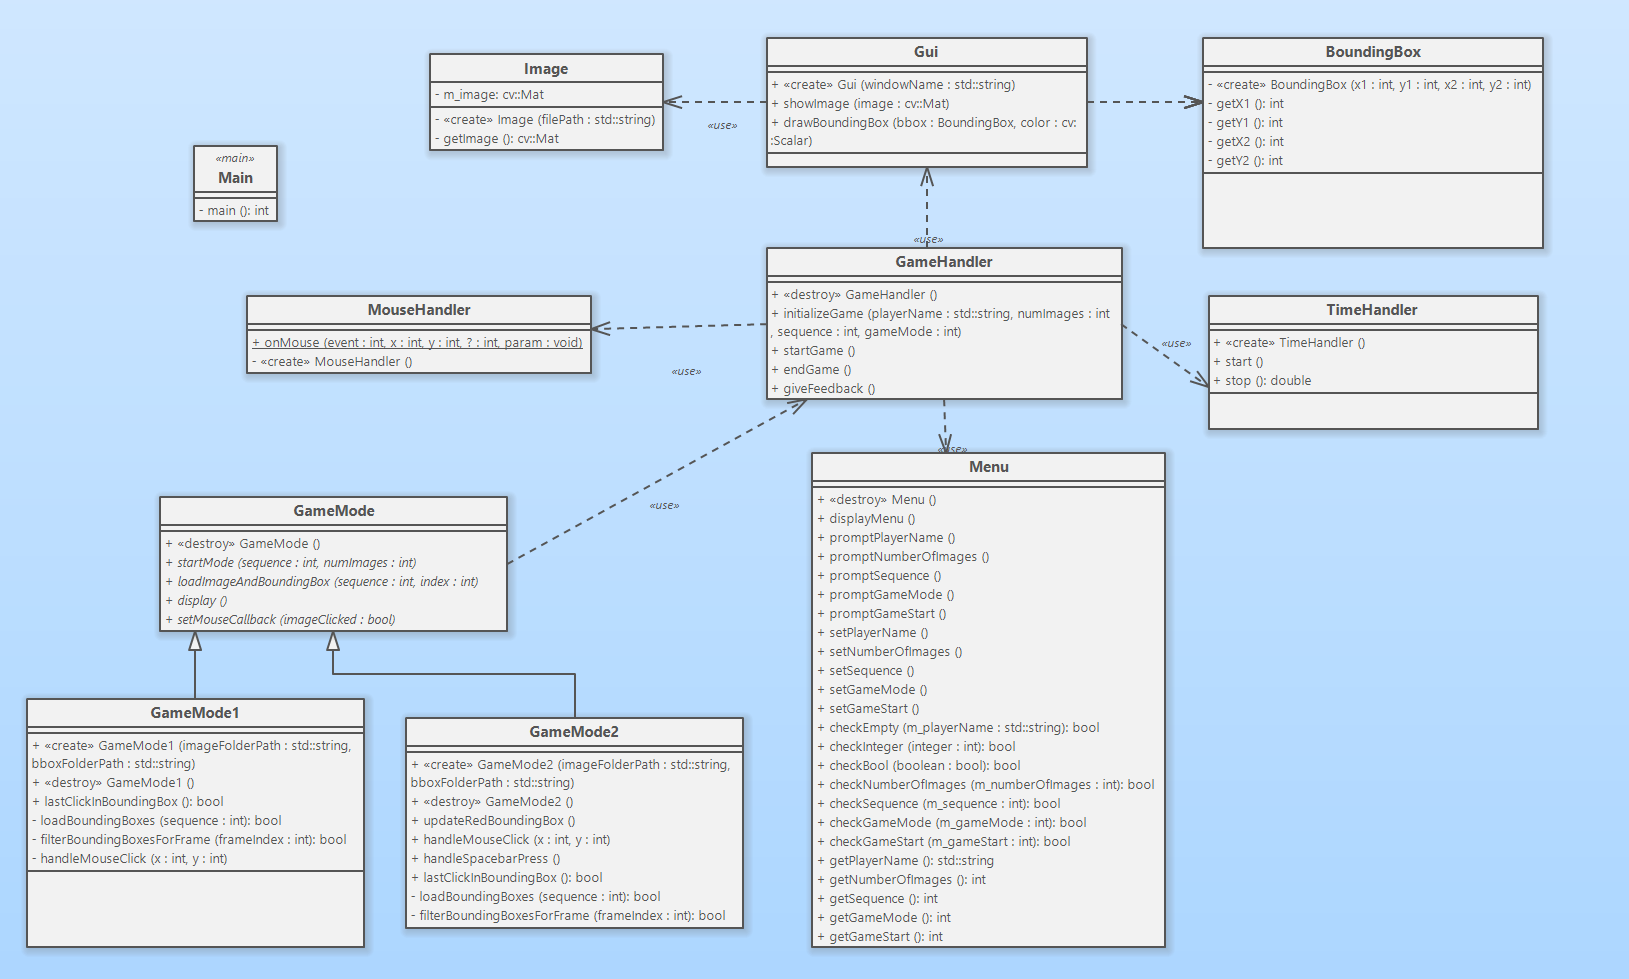 Image
- m_image: cv::Mat
- «create» Image (filePath : std::string)
- getImage (): cv::Mat
«use»
Gui
+ «create» Gui (windowName : std::string)
+ showImage (image : cv::Mat)
+ drawBoundingBox (bbox : BoundingBox, color : cv:
:Scalar)
BoundingBox
- «create» BoundingBox (x1 : int, y1 : int, x2 : int, y2 : int)
- getX1 (): int
- getY1 (): int
- getX2 (): int
- getY2 (): int
«main»
Main
- main (): int
«use»
GameHandler
+ «destroy» GameHandler ()
+ initializeGame (playerName : std::string, numImages : int
, sequence : int, gameMode : int)
+ startGame ()
+ endGame ()
+ giveFeedback ()
MouseHandler
+ onMouse (event : int, x : int, y : int, ? : int, param : void)
- «create» MouseHandler ()
«use»
«use»
TimeHandler
+ «create» TimeHandler ()
+ start ()
+ stop (): double
«use»
Menu
+ «destroy» Menu ()
+ displayMenu ()
+ promptPlayerName ()
+ promptNumberOfImages ()
+ promptSequence ()
+ promptGameMode ()
+ promptGameStart ()
+ setPlayerName ()
+ setNumberOfImages ()
+ setSequence ()
+ setGameMode ()
+ setGameStart ()
+ checkEmpty (m_playerName : std::string): bool
+ checkInteger (integer : int): bool
+ checkBool (boolean : bool): bool
+ checkNumberOfImages (m_numberOfImages : int): bool
+ checkSequence (m_sequence : int): bool
+ checkGameMode (m_gameMode : int): bool
+ checkGameStart (m_gameStart : int): bool
+ getPlayerName (): std::string
+ getNumberOfImages (): int
+ getSequence (): int
+ getGameMode (): int
+ getGameStart (): int
GameMode
+ «destroy» GameMode ()
+ startMode (sequence : int, numImages : int)
+ loadImageAndBoundingBox (sequence : int, index : int)
+ display ()
+ setMouseCallback (imageClicked : bool)
«use»
GameMode1
+ «create» GameMode1 (imageFolderPath : std::string,
bboxFolderPath : std::string)
+ «destroy» GameMode1 ()
+ lastClickInBoundingBox (): bool
- loadBoundingBoxes (sequence : int): bool
- filterBoundingBoxesForFrame (frameIndex : int): bool
- handleMouseClick (x : int, y : int)
GameMode2
+ «create» GameMode2 (imageFolderPath : std::string,
bboxFolderPath : std::string)
+ «destroy» GameMode2 ()
+ updateRedBoundingBox ()
+ handleMouseClick (x : int, y : int)
+ handleSpacebarPress ()
+ lastClickInBoundingBox (): bool
- loadBoundingBoxes (sequence : int): bool
- filterBoundingBoxesForFrame (frameIndex : int): bool